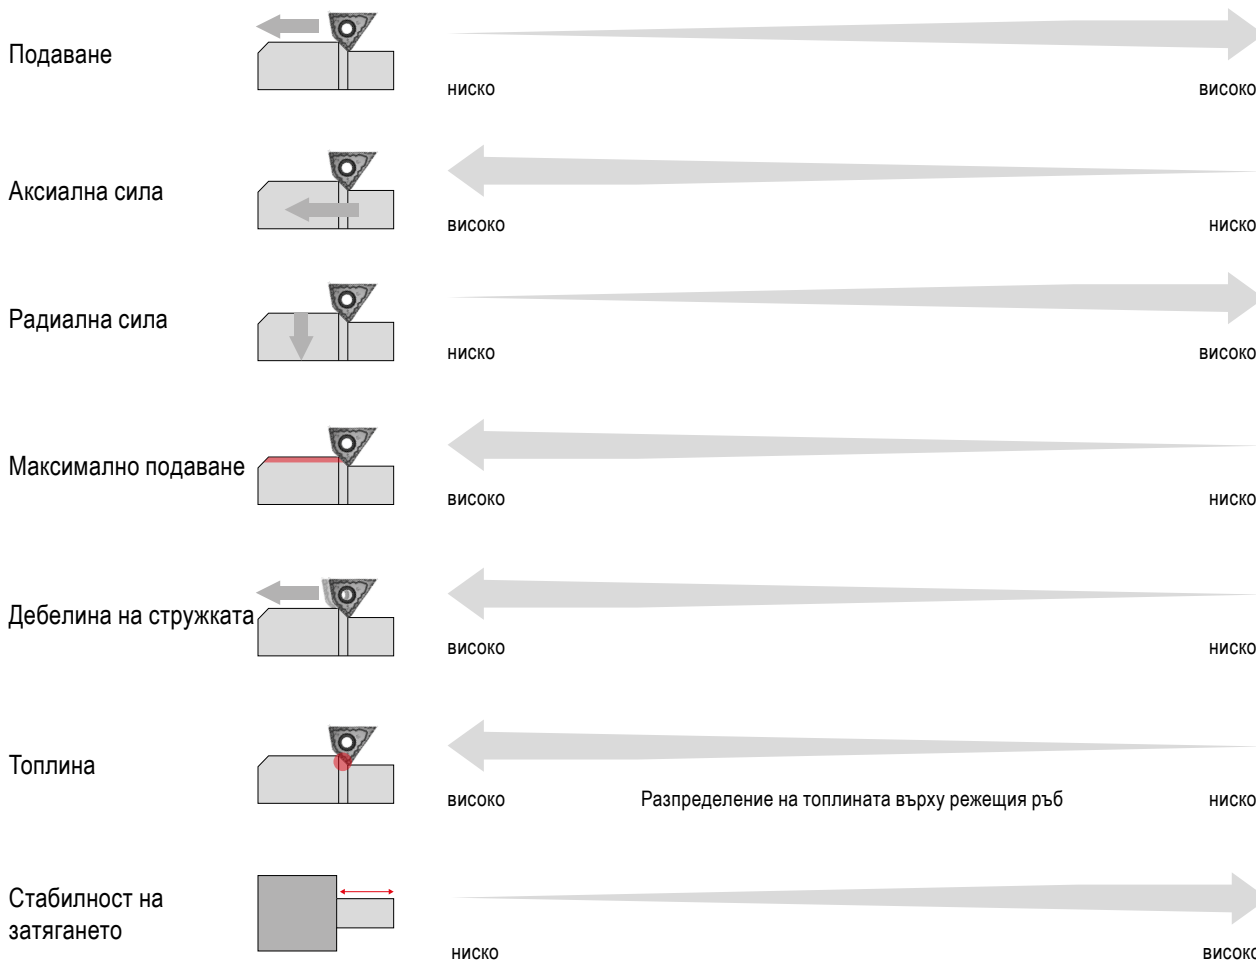 Подаване
ниско
високо
Аксиална сила
високо
ниско
Радиална сила
ниско
високо
Максимално подаване
високо
ниско
Дебелина на стружката
високо
ниско
Топлина
високо
Разпределение на топлината върху режещия ръб
ниско
Стабилност на
затягането
ниско
високо